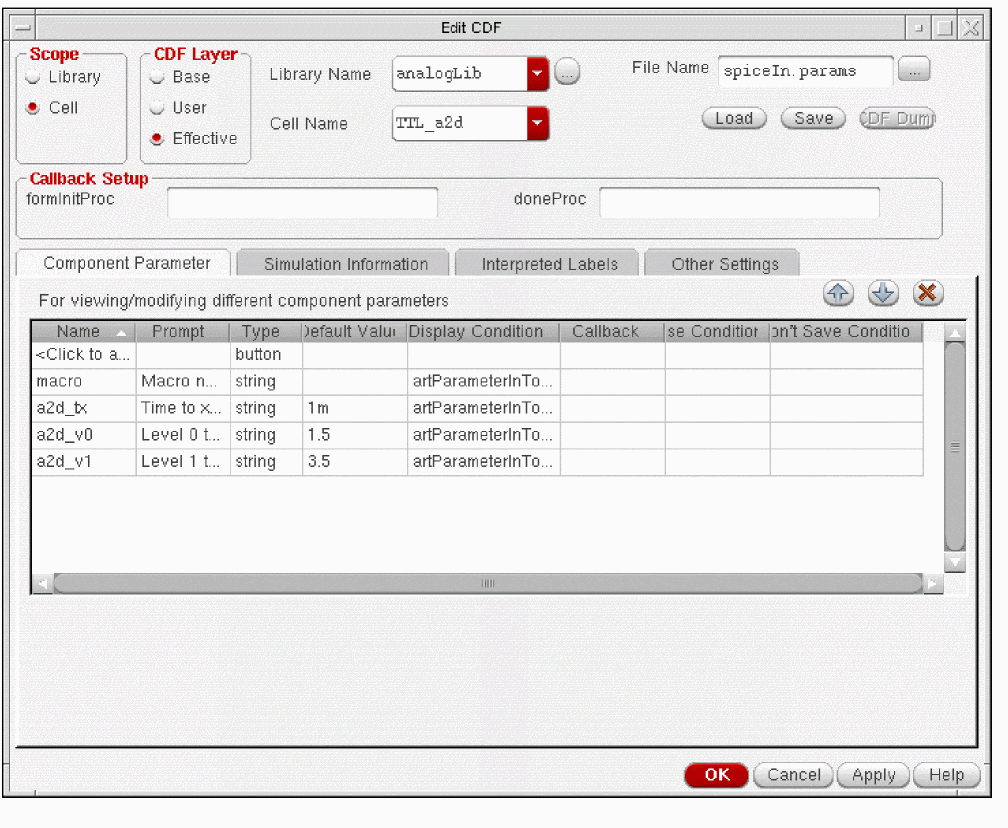 Edit CDF
Scope
Library
Cell
CDF Layer
Base
User
Effective
Library Name analogLib ...
Cell Name TTL_a2d
File Name spiceIn.params ...
Load Save CDF Dum
Callback Setup
formInitProc doneProc
Component Parameter Simulation Information Interpreted Labels Other Settings
For viewing/modifying different component parameters
Name Prompt Type Default Valu Display Condition Callback se Condition on't Save Conditio
<Click to a... button
macro Macro n... string artParameterInTo...
a2d_tx Time to x... string 1m artParameterInTo...
a2d_v0 Level 0 t... string 1.5 artParameterInTo...
a2d_v1 Level 1 t... string 3.5 artParameterInTo...
OK Cancel Apply Help